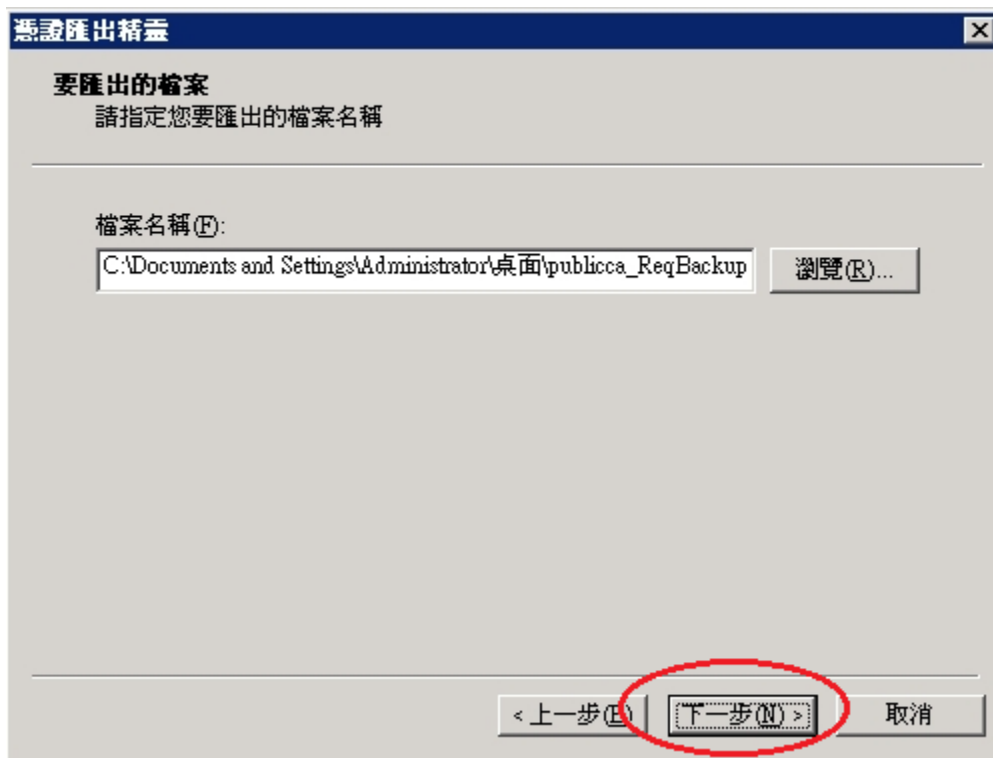 憑證匯出精靈
要匯出的檔案
請指定您要匯出的檔案名稱
檔案名稱(F):
C:\Documents and Settings\Administrator\桌面\publicca_ReqBackup
瀏覽(R)...
< 上一步(B)
下一步(N) >
取消